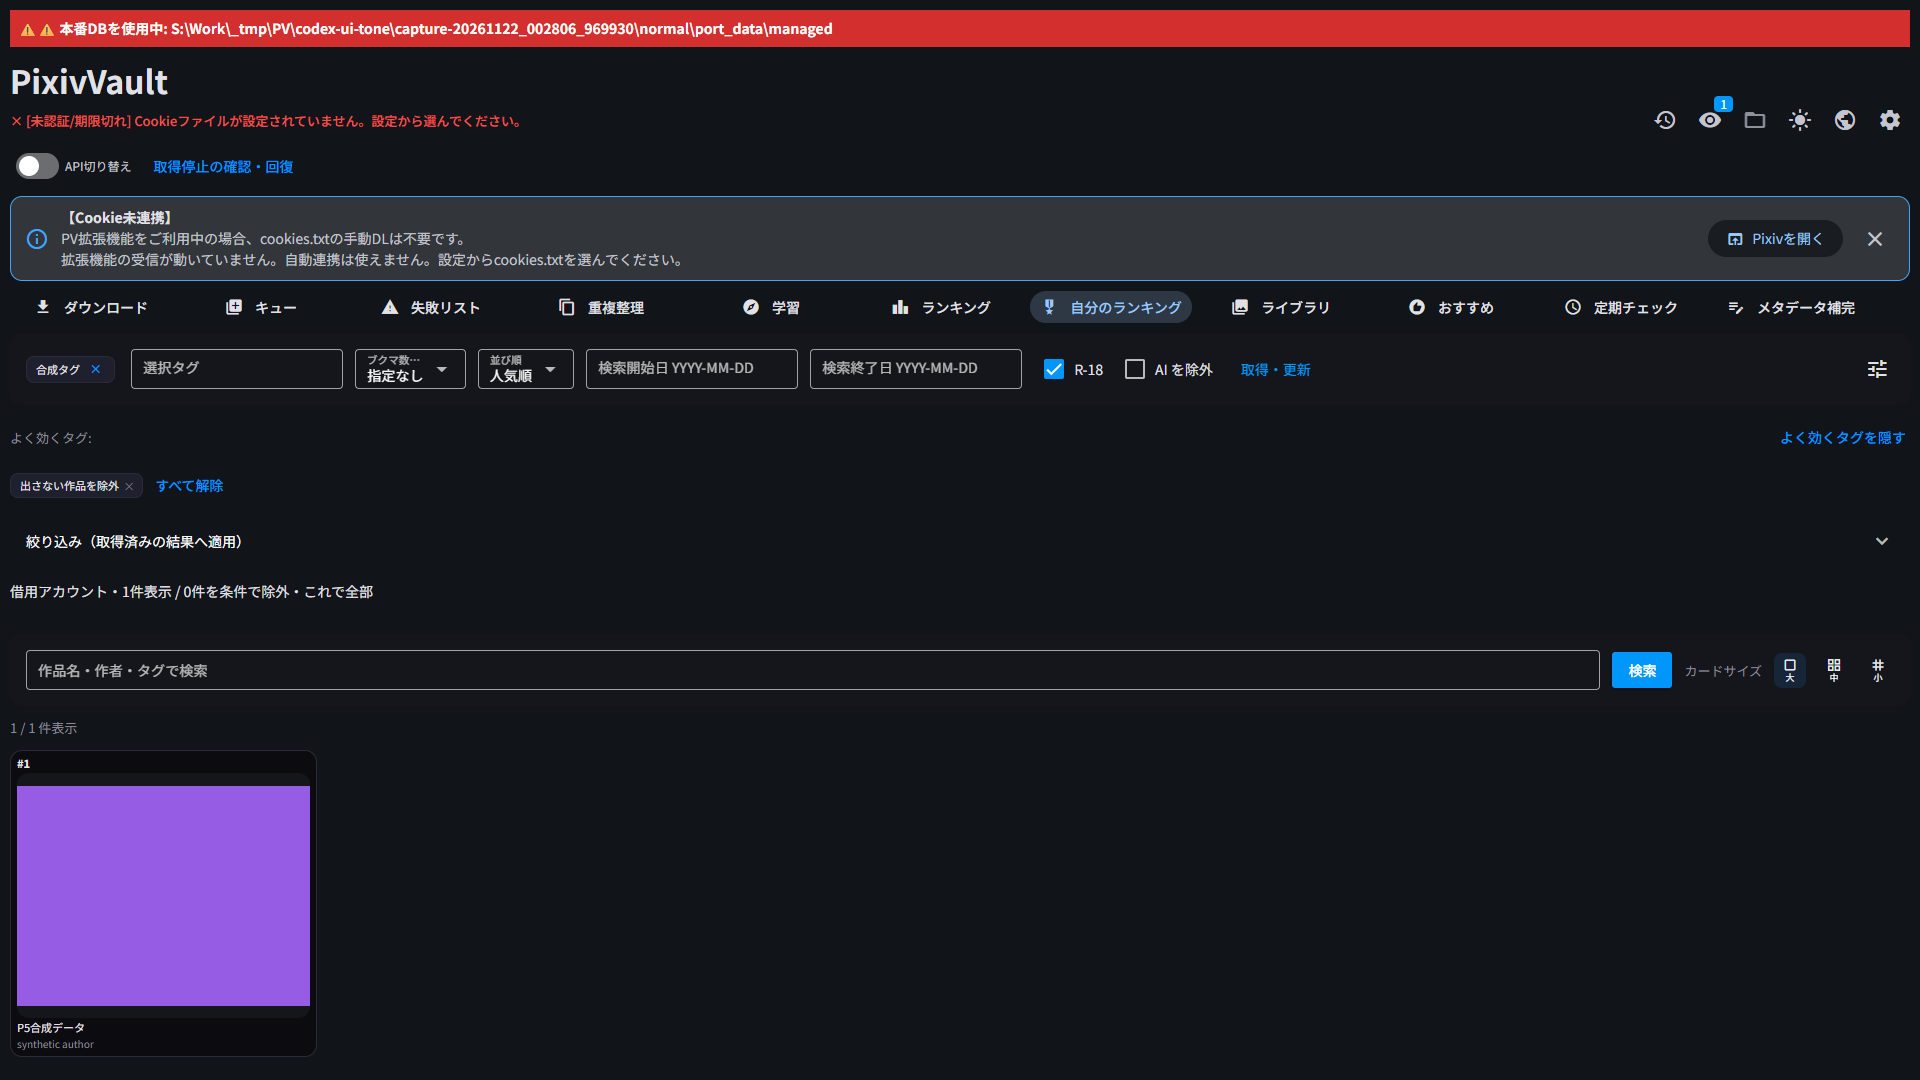 本番DBを使用中: S:\Work\_tmp\PV\codex-ui-tone\capture-20261122_002806_969930\normal\port_data\managed
PixivVault
✕ [未認証/期限切れ] Cookieファイルが設定されていません。設定から選んでください。
1
API切り替え 取得停止の確認・回復
【Cookie未連携】
PV拡張機能をご利用中の場合、cookies.txtの手動DLは不要です。
拡張機能の受信が動いていません。自動連携は使えません。設定からcookies.txtを選んでください。
Pixivを開く
ダウンロード キュー 失敗リスト 重複整理 学習 ランキング 自分のランキング ライブラリ おすすめ 定期チェック メタデータ補完
合成タグ 選択タグ ブクマ数… 指定なし 並び順 人気順 検索開始日 YYYY-MM-DD 検索終了日 YYYY-MM-DD R-18 AI を除外 取得・更新
よく効くタグ: よく効くタグを隠す
出さない作品を除外 すべて解除
絞り込み（取得済みの結果へ適用）
借用アカウント・1件表示 / 0件を条件で除外・これで全部
作品名・作者・タグで検索 検索 カードサイズ 大 中 小
1 / 1 件表示
#1
P5合成データ
synthetic author